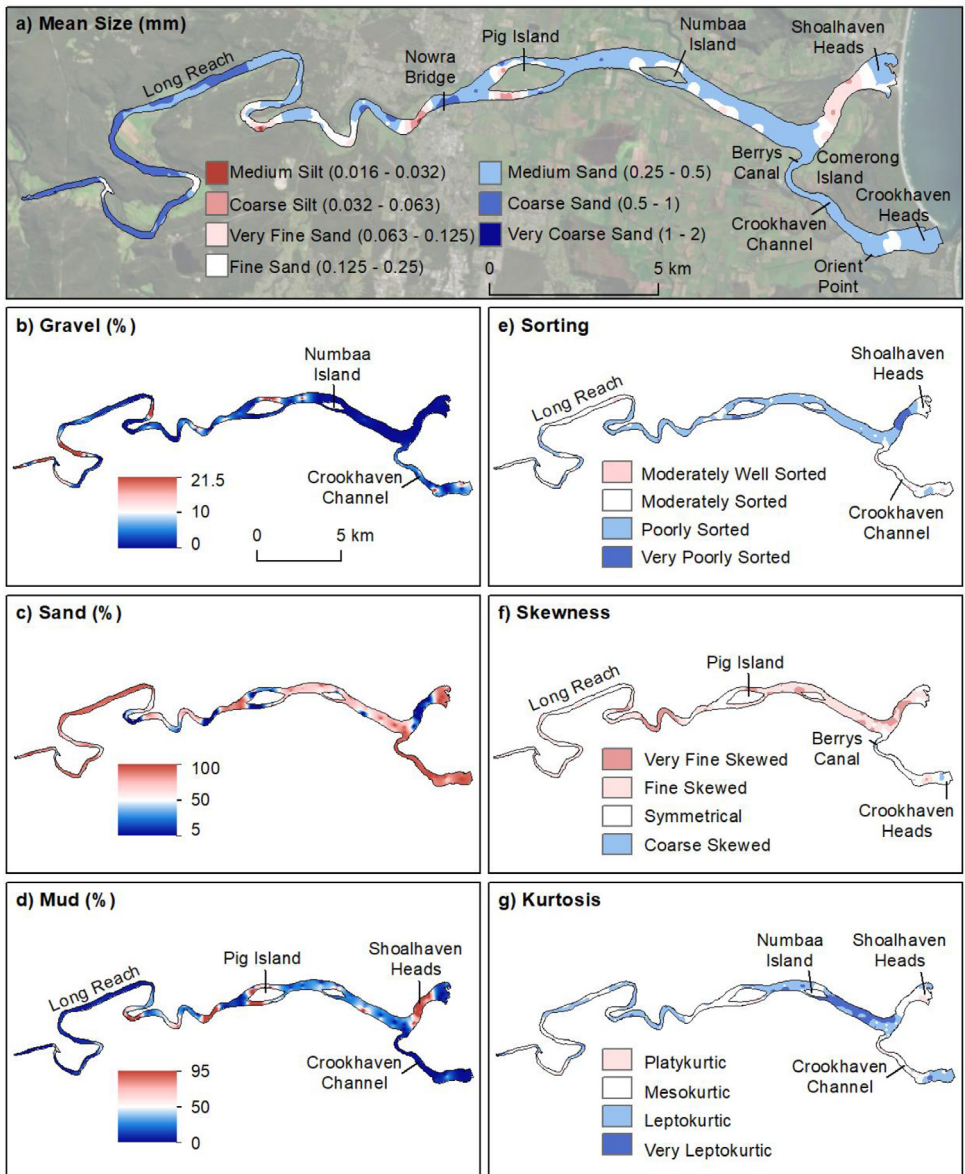 a) Mean Size (mm)
Long Reach
Nowra
Bridge
Pig Island
Numbaa
Island
Shoalhaven
Heads
Berrys
Canal
Comerong
Island
Crookhaven
Heads
Crookhaven
Channel
Orient
Point
Medium Silt (0.016 - 0.032)
Coarse Silt (0.032 - 0.063)
Very Fine Sand (0.063 - 0.125)
Fine Sand (0.125 - 0.25)
Medium Sand (0.25 - 0.5)
Coarse Sand (0.5 - 1)
Very Coarse Sand (1 - 2)
0 5 km
b) Gravel (%)
Numbaa
Island
Crookhaven
Channel
21.5
10
0
0 5 km
e) Sorting
Long Reach
Shoalhaven
Heads
Crookhaven
Channel
Moderately Well Sorted
Moderately Sorted
Poorly Sorted
Very Poorly Sorted
c) Sand (%)
100
50
5
f) Skewness
Long Reach
Pig Island
Berrys
Canal
Crookhaven
Heads
Very Fine Skewed
Fine Skewed
Symmetrical
Coarse Skewed
d) Mud (%)
Long Reach
Pig Island
Shoalhaven
Heads
Crookhaven
Channel
95
50
0
g) Kurtosis
Numbaa
Island
Shoalhaven
Heads
Crookhaven
Channel
Platykurtic
Mesokurtic
Leptokurtic
Very Leptokurtic